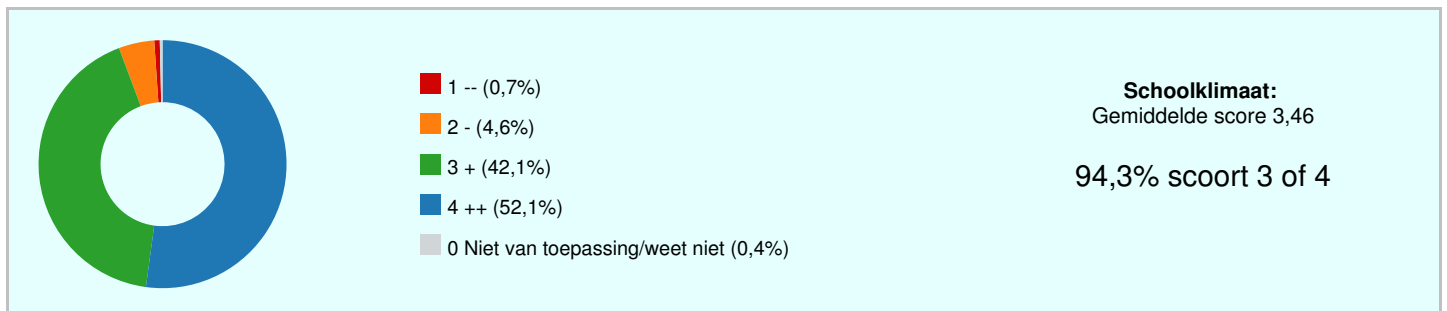 1 -- (0,7%)
2 - (4,6%)
3 + (42,1%)
4 ++ (52,1%)
0 Niet van toepassing/weet niet (0,4%)
Schoolklimaat:
Gemiddelde score 3,46
94,3% scoort 3 of 4